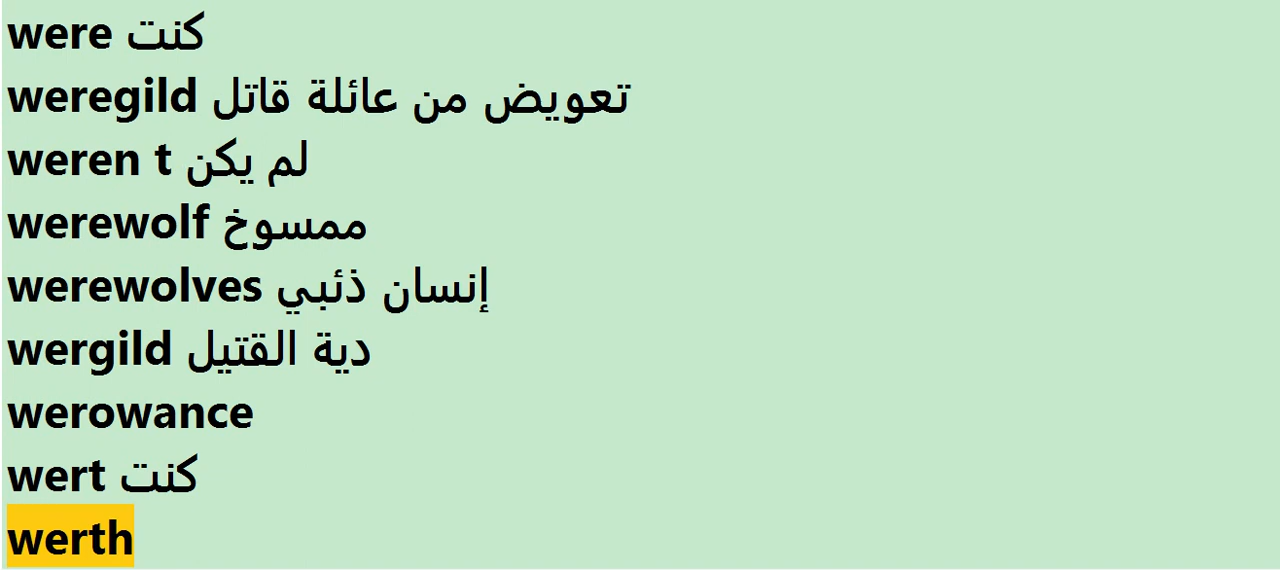 were كنت
weregild تعويض من عائلة قاتل
weren t لم يكن
werewolf ممسوخ
werewolves إنسان ذئبي
wergild دية القتيل
werowance
wert كنت
werth